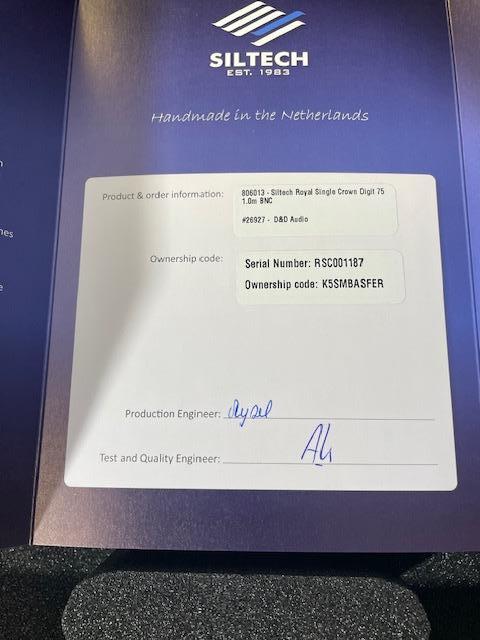 SILTECH
EST. 1983
Handmade in the Netherlands
Product & order information:
806013 - Siltech Royal Single Crown Digit 75
1.0m BNC
#26927 - D&D Audio
Ownership code:
Serial Number: RSC001187
Ownership code: K5SMBASFER
Production Engineer:
Test and Quality Engineer: